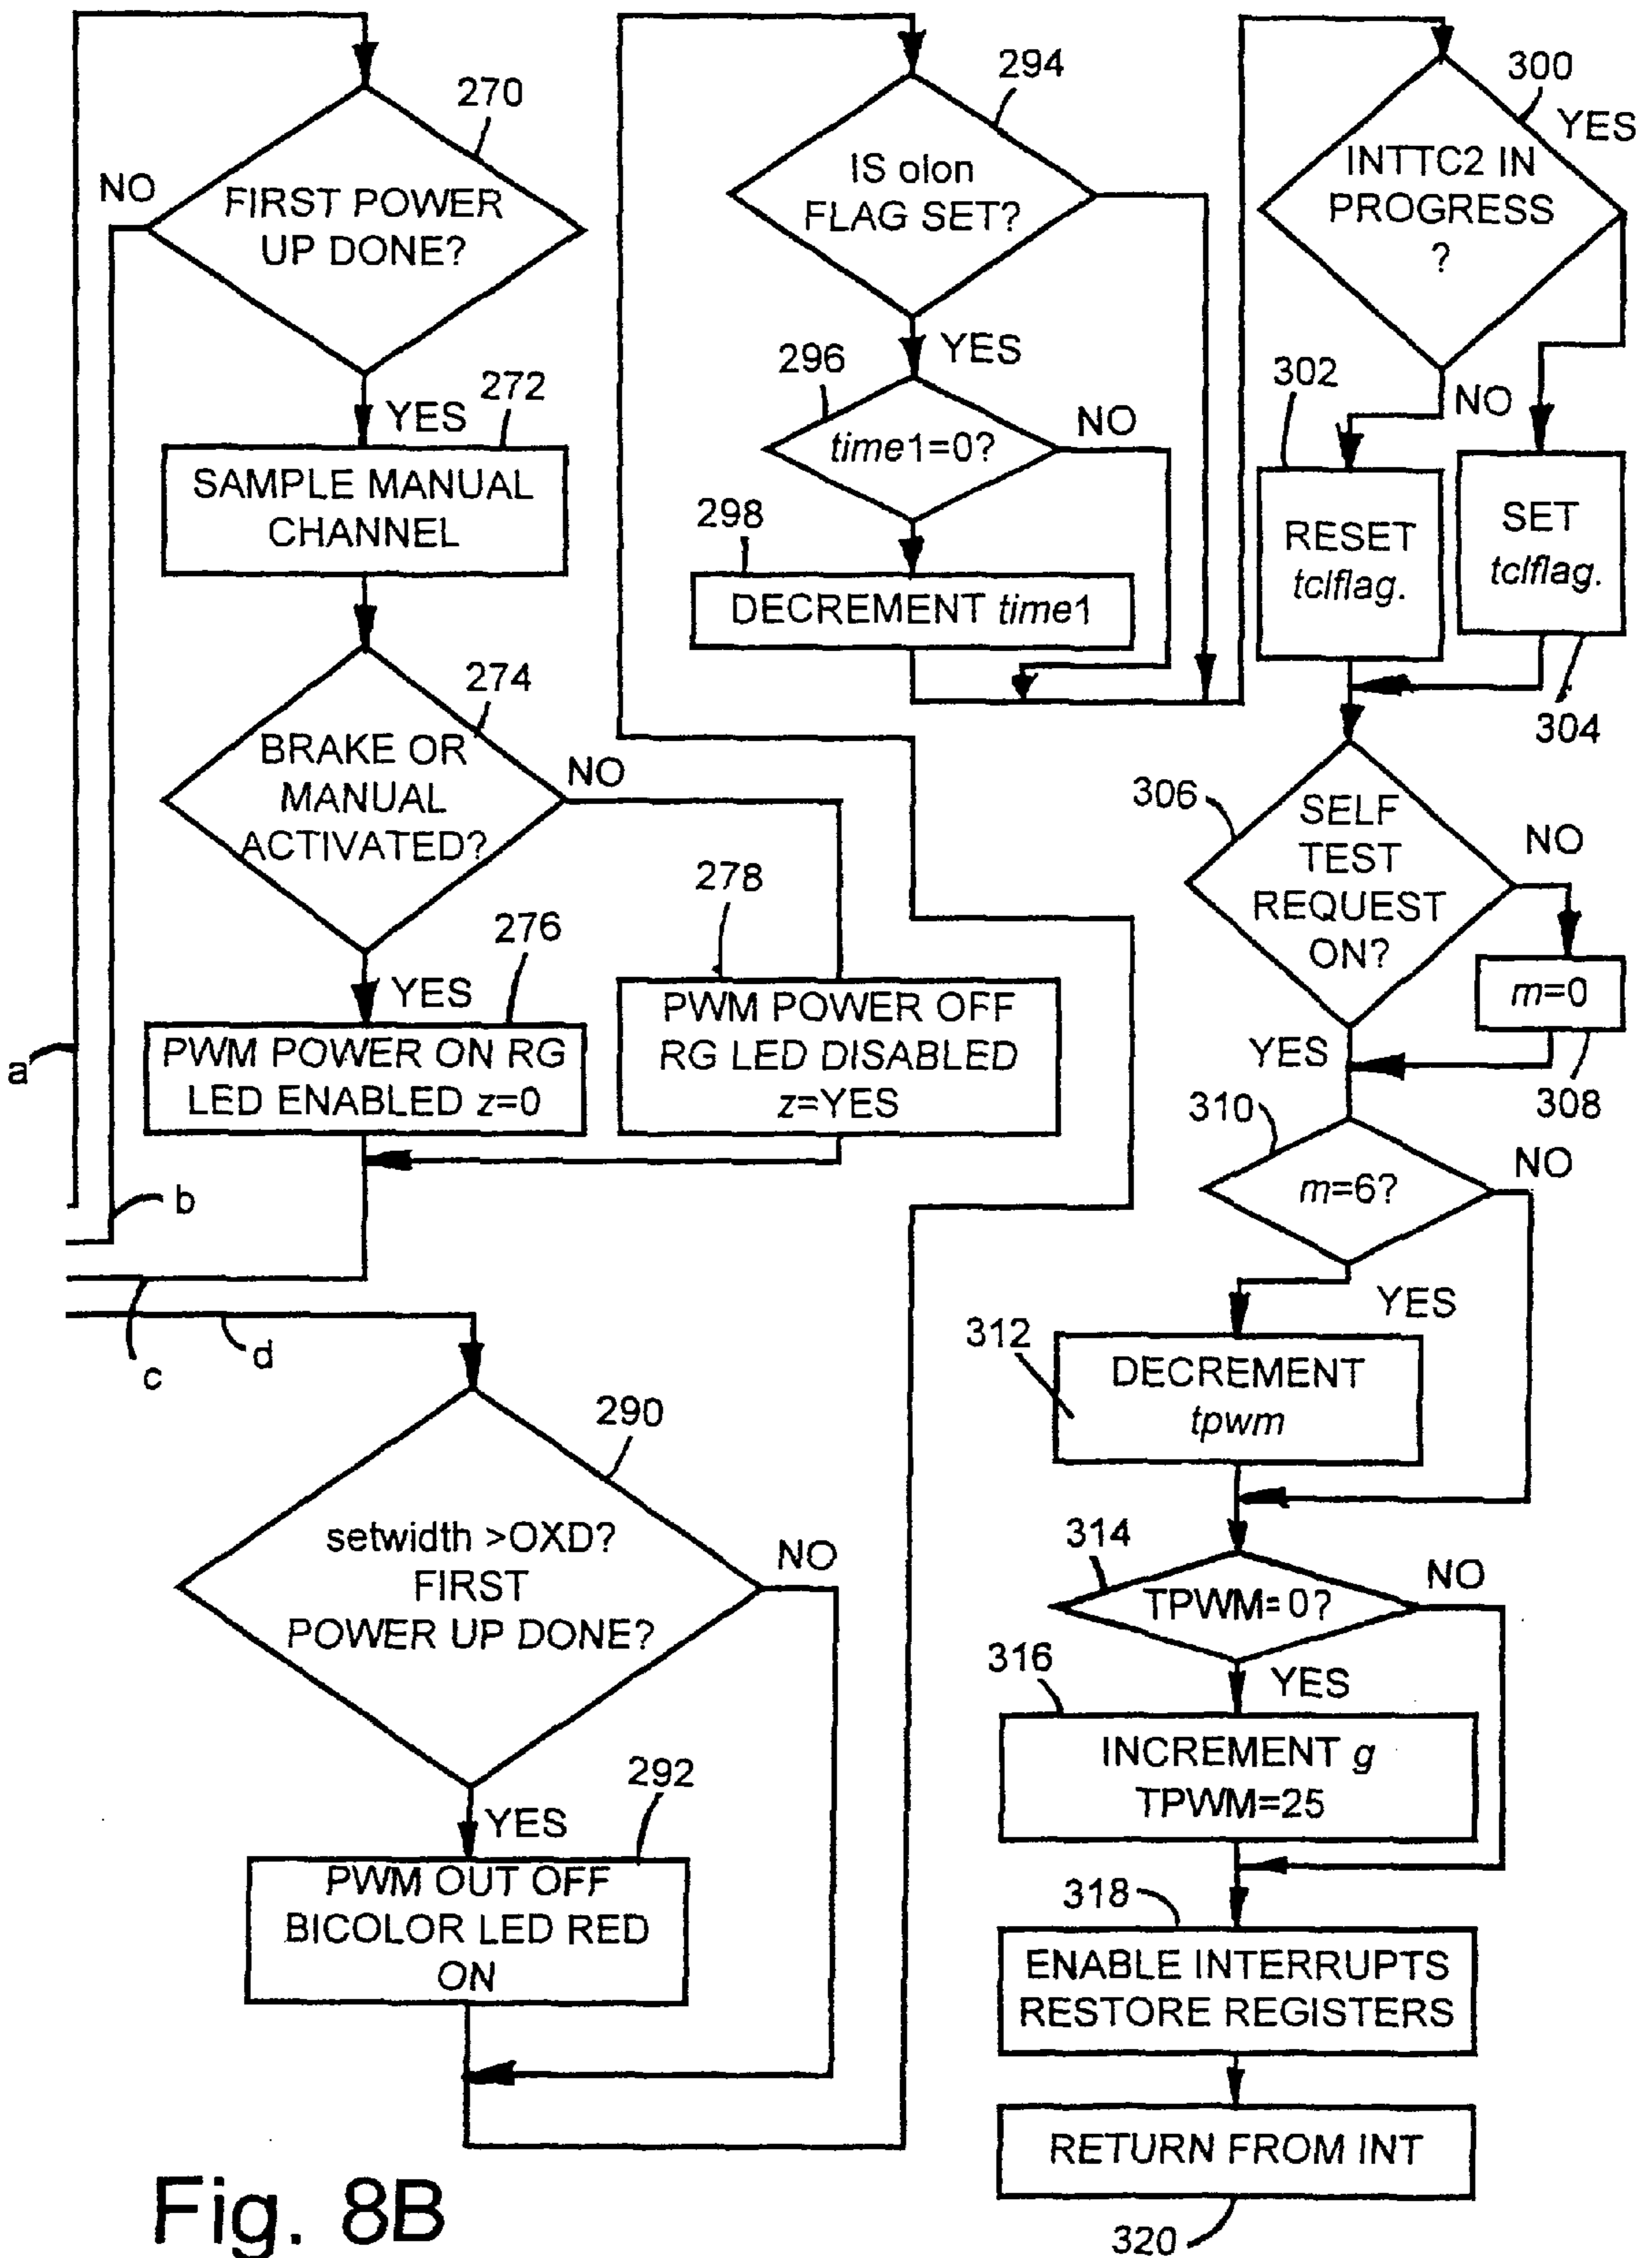 270
NO
FIRST POWER
UP DONE?
YES
272
SAMPLE MANUAL
CHANNEL
274
BRAKE OR
MANUAL
ACTIVATED?
NO
276
278
YES
PWM POWER ON RG
LED ENABLED z=0
PWM POWER OFF
RG LED DISABLED
z=YES
a
b
c
d
290
setwidth >OXD?
FIRST
POWER UP DONE?
NO
YES
292
PWM OUT OFF
BICOLOR LED RED
ON
294
IS olon
FLAG SET?
YES
296
time1=0?
NO
298
DECREMENT time1
300
YES
INTTC2 IN
PROGRESS
?
302
NO
RESET
tclflag.
SET
tclflag.
304
306
SELF
TEST
REQUEST
ON?
NO
m=0
308
YES
310
m=6?
NO
YES
312
DECREMENT
tpwm
314
TPWM=0?
NO
316
YES
INCREMENT g
TPWM=25
318
ENABLE INTERRUPTS
RESTORE REGISTERS
RETURN FROM INT
320
Fig. 8B